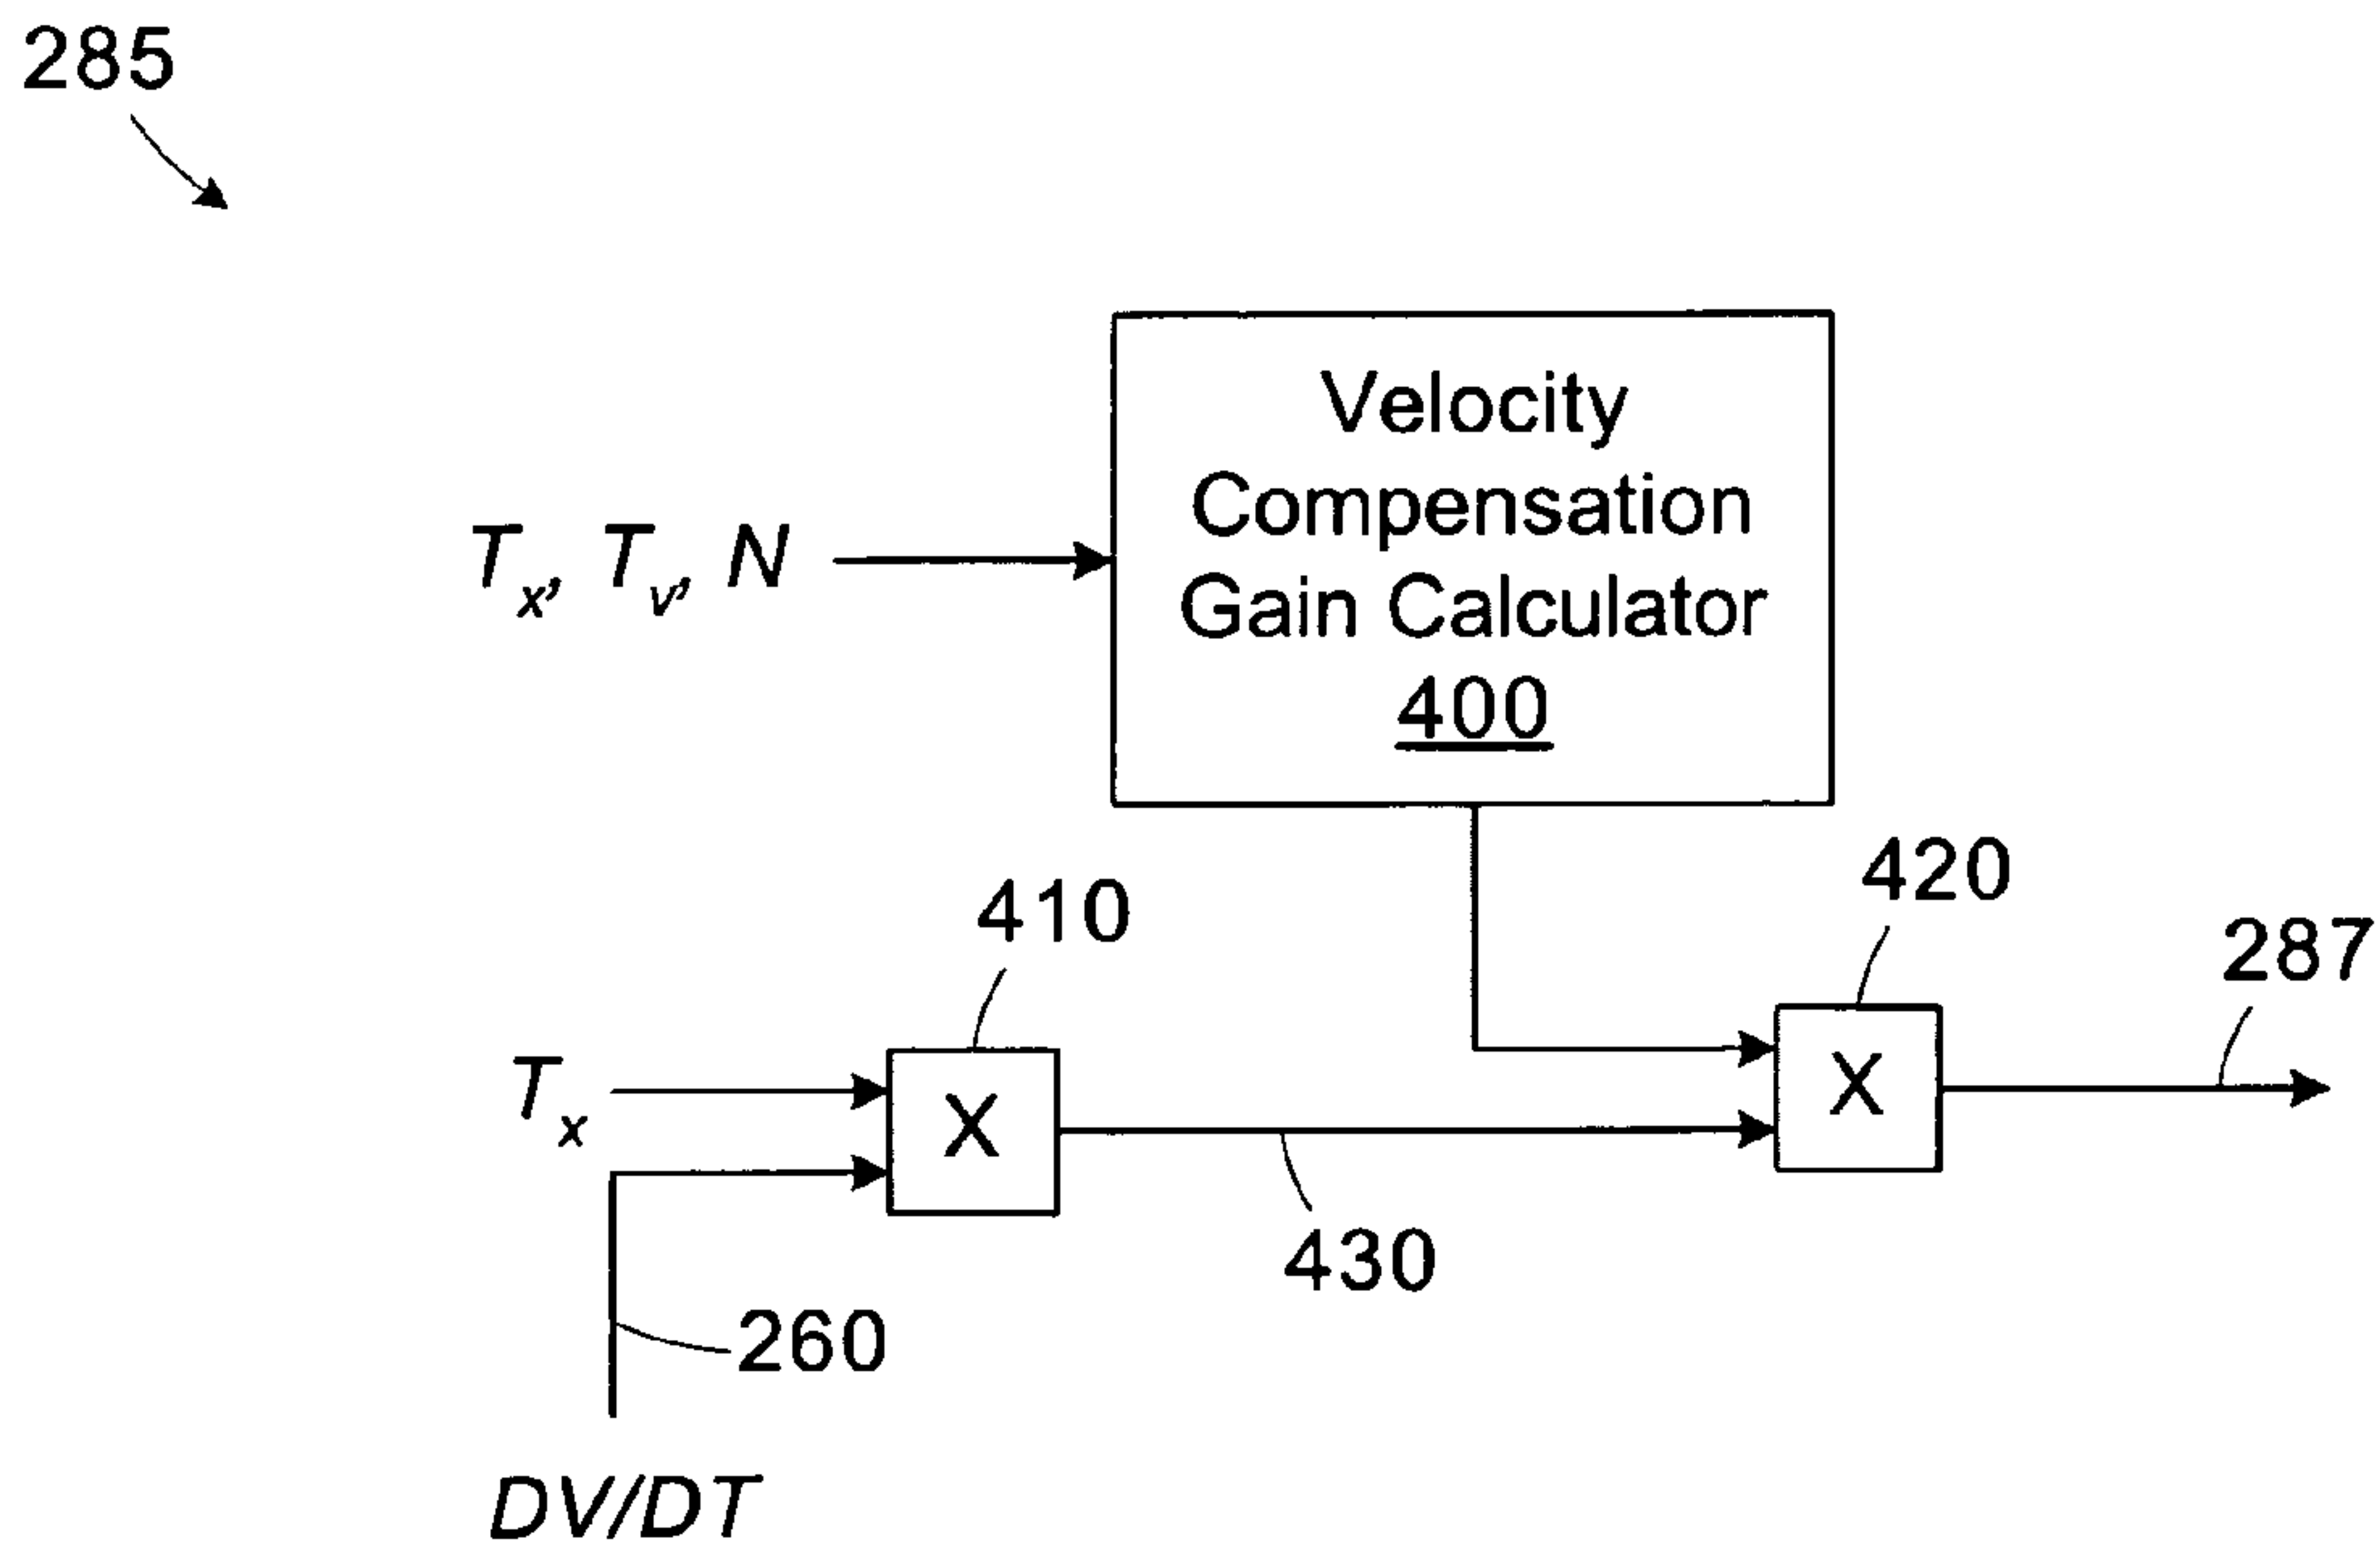 285
Velocity
Compensation
Gain Calculator
400
Tx, Tv, N
410
420
287
Tx
X
X
430
260
DV/DT